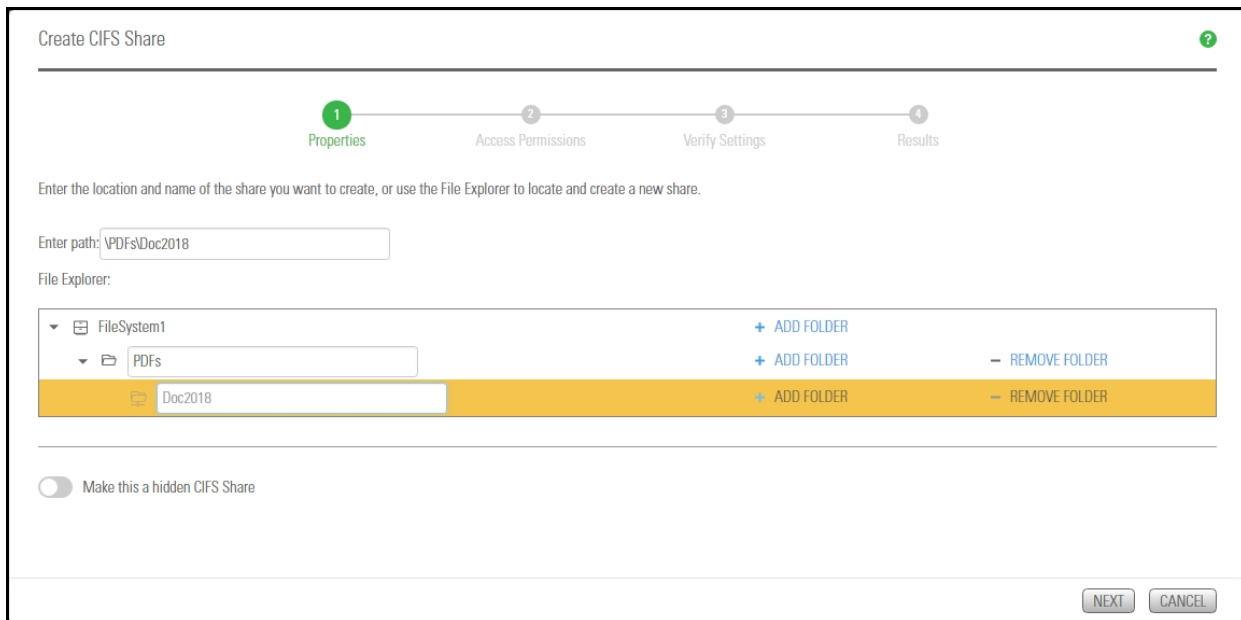 Create CIFS Share
?
1 2 3 4
Properties Access Permissions Verify Settings Results
Enter the location and name of the share you want to create, or use the File Explorer to locate and create a new share.
Enter path: \PDFs\Doc2018
File Explorer:
FileSystem1 + ADD FOLDER
PDFs + ADD FOLDER − REMOVE FOLDER
Doc2018 + ADD FOLDER − REMOVE FOLDER
Make this a hidden CIFS Share
NEXT CANCEL